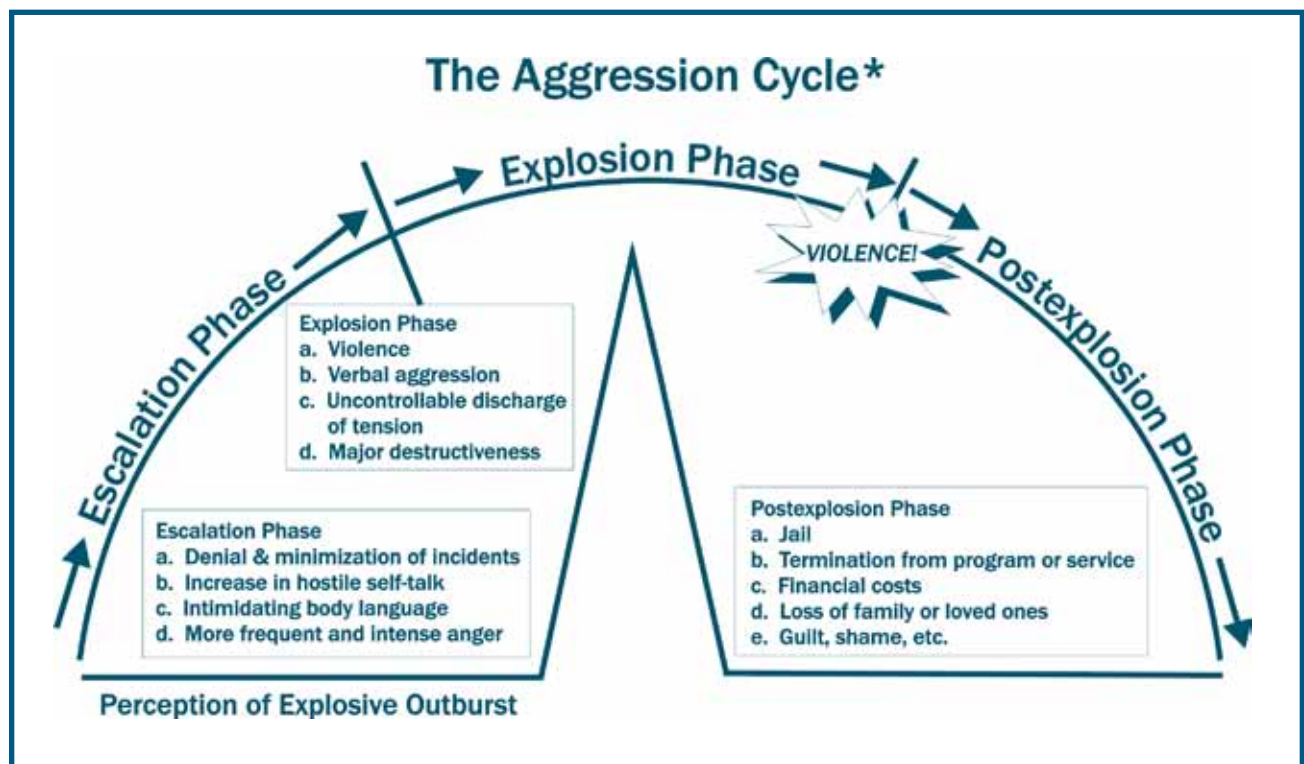 The Aggression Cycle*
Escalation Phase
Explosion Phase
VIOLENCE!
Postexplosion Phase
Explosion Phase
a. Violence
b. Verbal aggression
c. Uncontrollable discharge
of tension
d. Major destructiveness
Escalation Phase
a. Denial & minimization of incidents
b. Increase in hostile self-talk
c. Intimidating body language
d. More frequent and intense anger
Postexplosion Phase
a. Jail
b. Termination from program or service
c. Financial costs
d. Loss of family or loved ones
e. Guilt, shame, etc.
Perception of Explosive Outburst